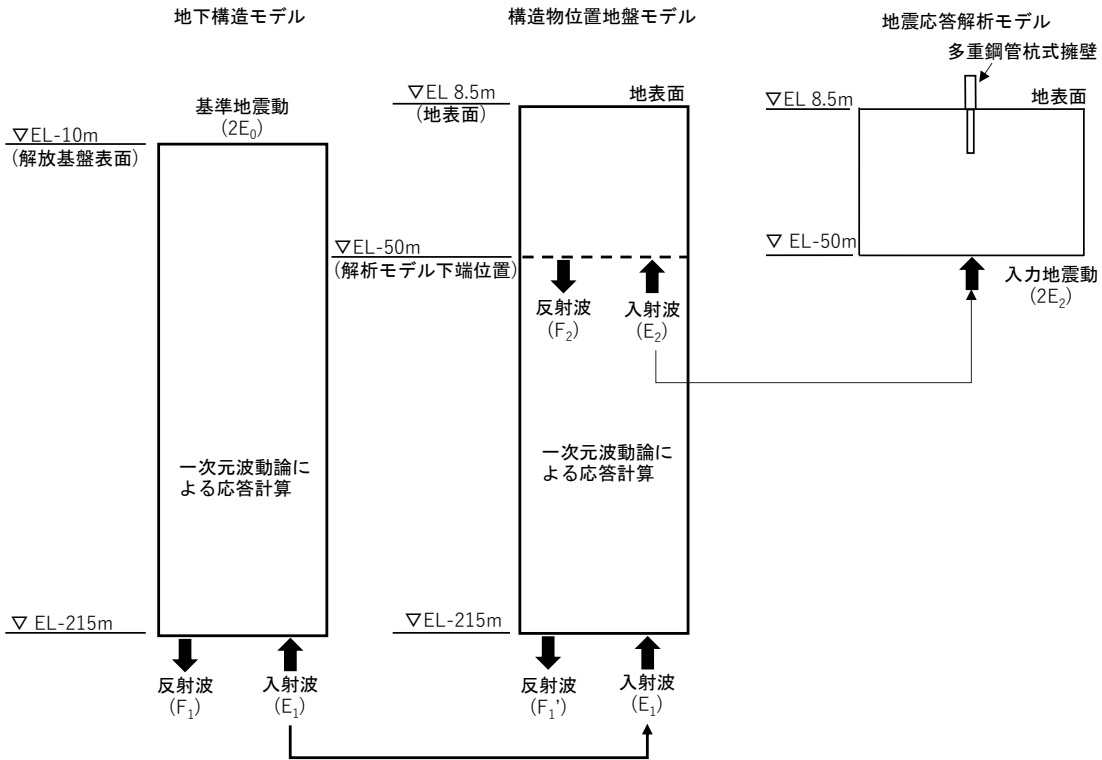 地下構造モデル
基準地震動
(2E₀)
▽EL-10m
(解放基盤表面)
一次元波動論に
よる応答計算
▽ EL-215m
反射波
(F₁)
入射波
(E₁)
構造物位置地盤モデル
▽EL 8.5m
(地表面)
地表面
▽EL-50m
(解析モデル下端位置)
反射波
(F₂)
入射波
(E₂)
一次元波動論に
よる応答計算
▽EL-215m
反射波
(F₁')
入射波
(E₁)
地震応答解析モデル
多重鋼管杭式擁壁
▽EL 8.5m
地表面
▽ EL-50m
入力地震動
(2E₂)